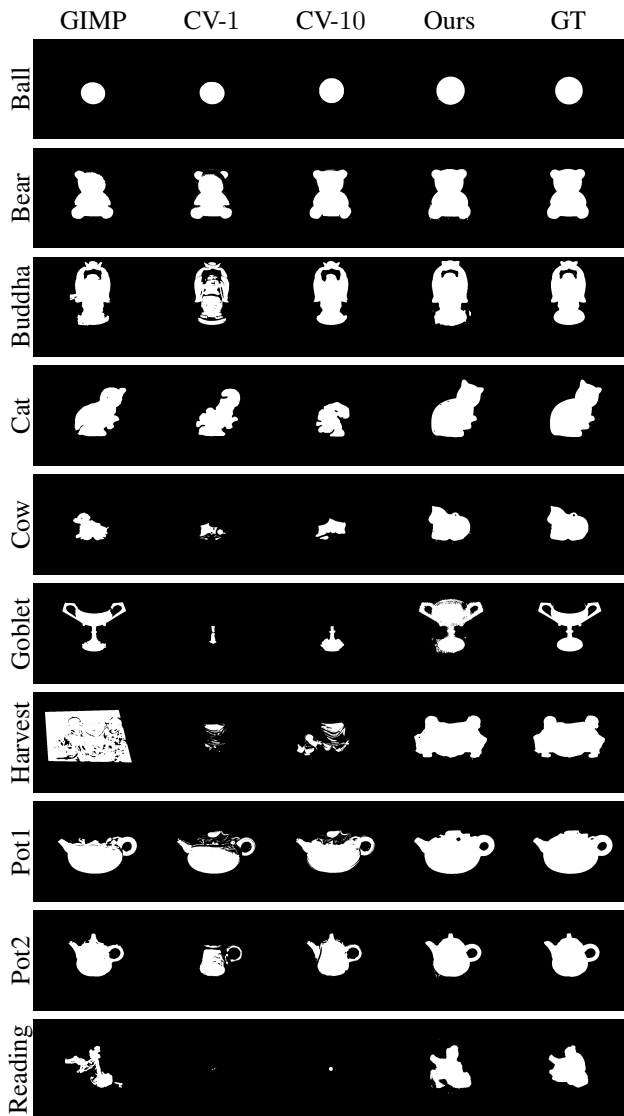 GIMP CV-1 CV-10 Ours GT
Ball
Bear
Buddha
Cat
Cow
Goblet
Harvest
Pot1
Pot2
Reading